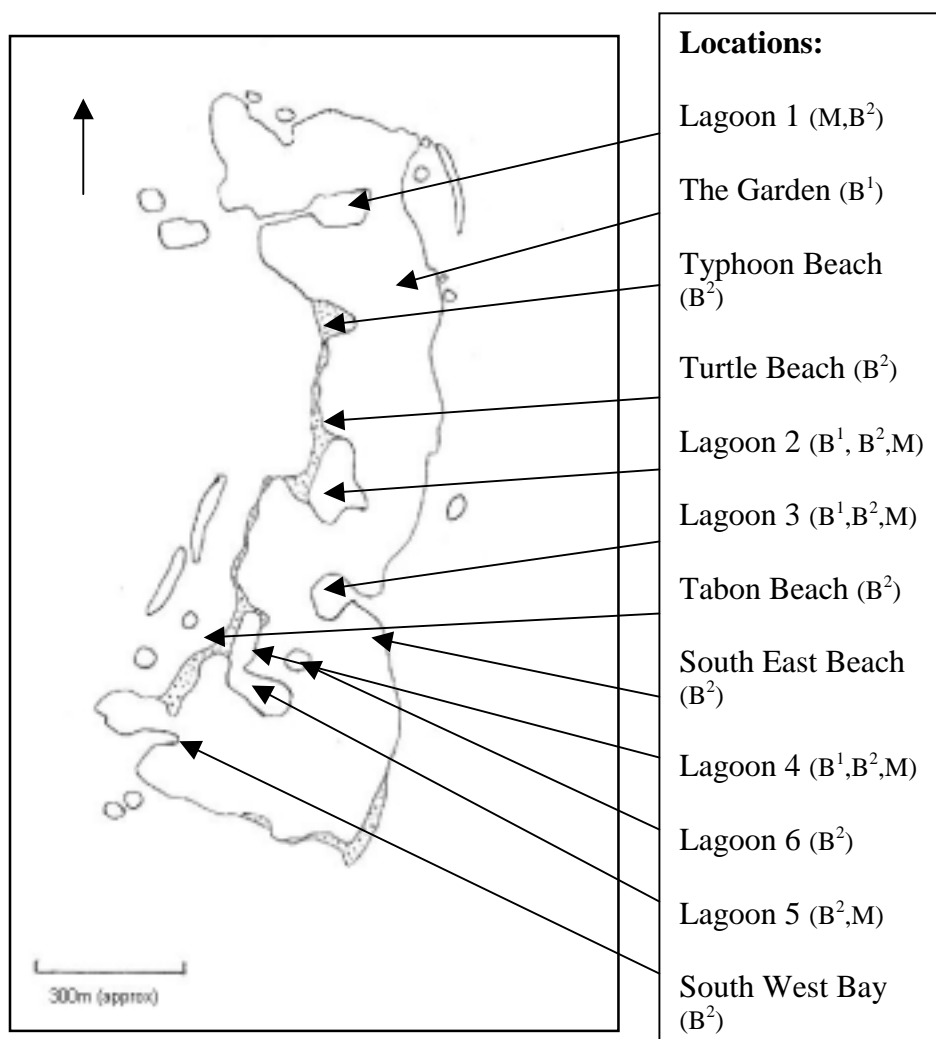 Locations:
Lagoon 1 (M,B²)
The Garden (B¹)
Typhoon Beach
(B²)
Turtle Beach (B²)
Lagoon 2 (B¹, B²,M)
Lagoon 3 (B¹,B²,M)
Tabon Beach (B²)
South East Beach
(B²)
Lagoon 4 (B¹,B²,M)
Lagoon 6 (B²)
Lagoon 5 (B²,M)
South West Bay
(B²)
300m (approx)